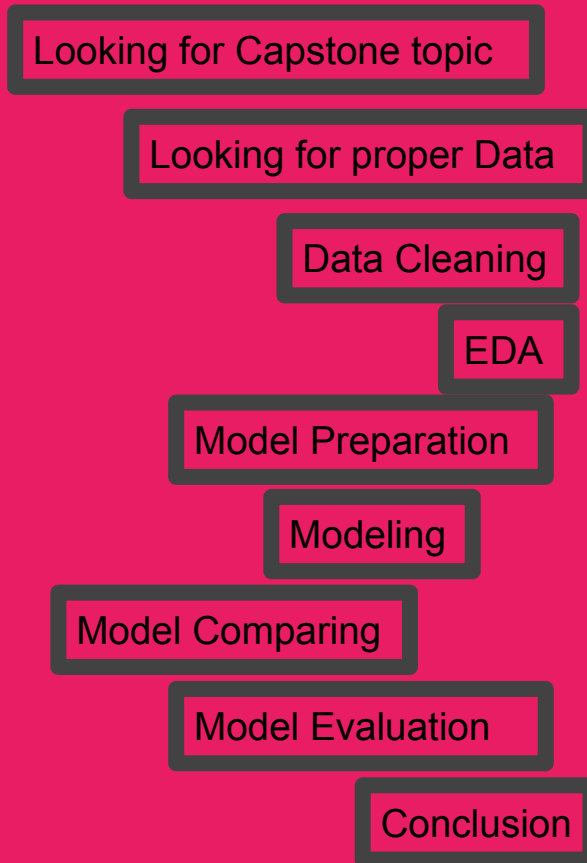 Looking for Capstone topic
Looking for proper Data
Data Cleaning
EDA
Model Preparation
Modeling
Model Comparing
Model Evaluation
Conclusion